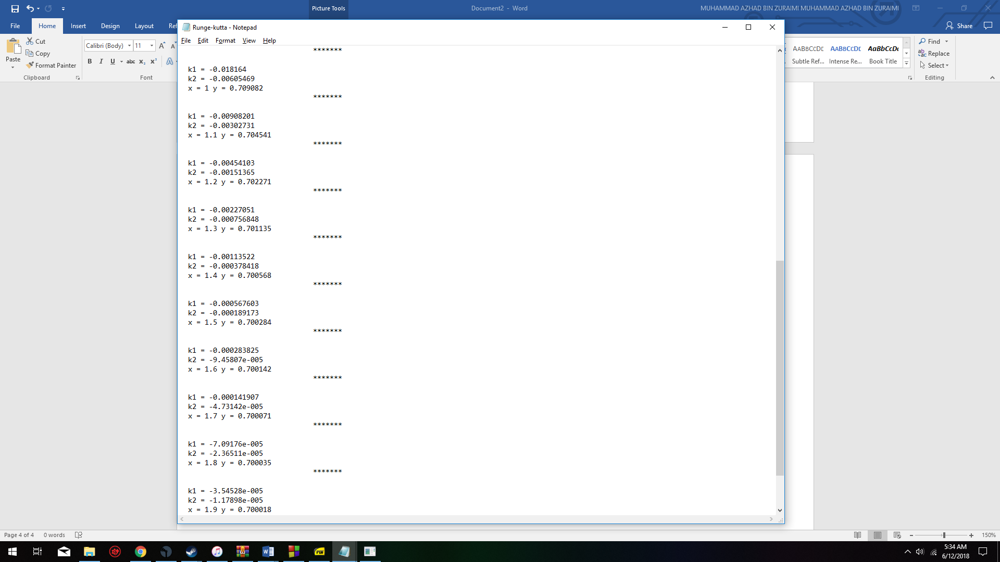 Picture Tools
Document2 - Word
MUHAMMAD AZHAD BIN ZURAIMI MUHAMMAD AZHAD BIN ZURAIMI
File Home Insert Design Layout Ref
Share
Runge-kutta - Notepad
File Edit Format View Help
Cut
Copy
Format Painter
Paste
Clipboard
Calibri (Body) 11 A A
B I U abc X₂ X² A
Font
AABBCCDE AABBCCDE AaBbCcDc
Subtle Ref... Intense Re... Book Title
Find
Replace
Select
Editing
*******
k1 = -0.018164
k2 = -0.00605469
x = 1 y = 0.709082
*******
k1 = -0.00908201
k2 = -0.00302731
x = 1.1 y = 0.704541
*******
k1 = -0.00454103
k2 = -0.00151365
x = 1.2 y = 0.702271
*******
k1 = -0.00227051
k2 = -0.000756848
x = 1.3 y = 0.701135
*******
k1 = -0.00113522
k2 = -0.000378418
x = 1.4 y = 0.700568
*******
k1 = -0.000567603
k2 = -0.000189173
x = 1.5 y = 0.700284
*******
k1 = -0.000283825
k2 = -9.45807e-005
x = 1.6 y = 0.700142
*******
k1 = -0.000141907
k2 = -4.73142e-005
x = 1.7 y = 0.700071
*******
k1 = -7.09176e-005
k2 = -2.36511e-005
x = 1.8 y = 0.700035
*******
k1 = -3.54528e-005
k2 = -1.17898e-005
x = 1.9 y = 0.700018
Page 4 of 4 0 words
150%
PDF
5:34 AM
6/12/2018